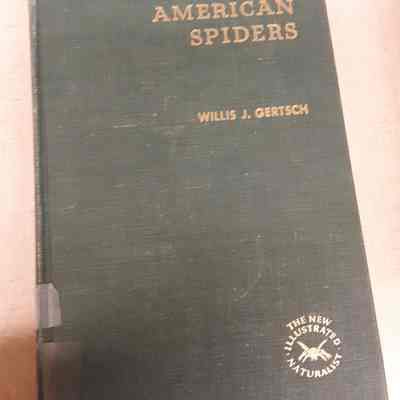 AMERICAN
SPIDERS
WILLIS J. GERTSCH
THE NEW
ILLUSTRATED
NATURALIST